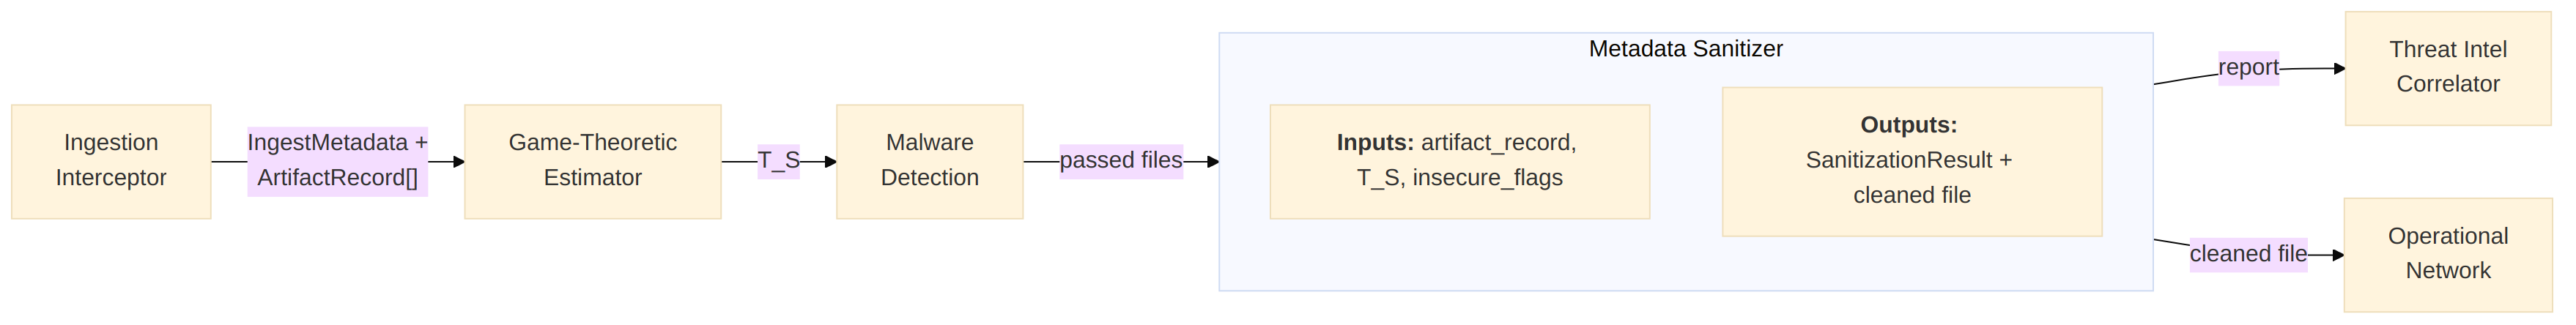 Ingestion
Interceptor
IngestMetadata +
ArtifactRecord[]
Game-Theoretic
Estimator
T_S
Malware
Detection
passed files
Metadata Sanitizer
Inputs: artifact_record,
T_S, insecure_flags
Outputs:
SanitizationResult +
cleaned file
report
Threat Intel
Correlator
cleaned file
Operational
Network